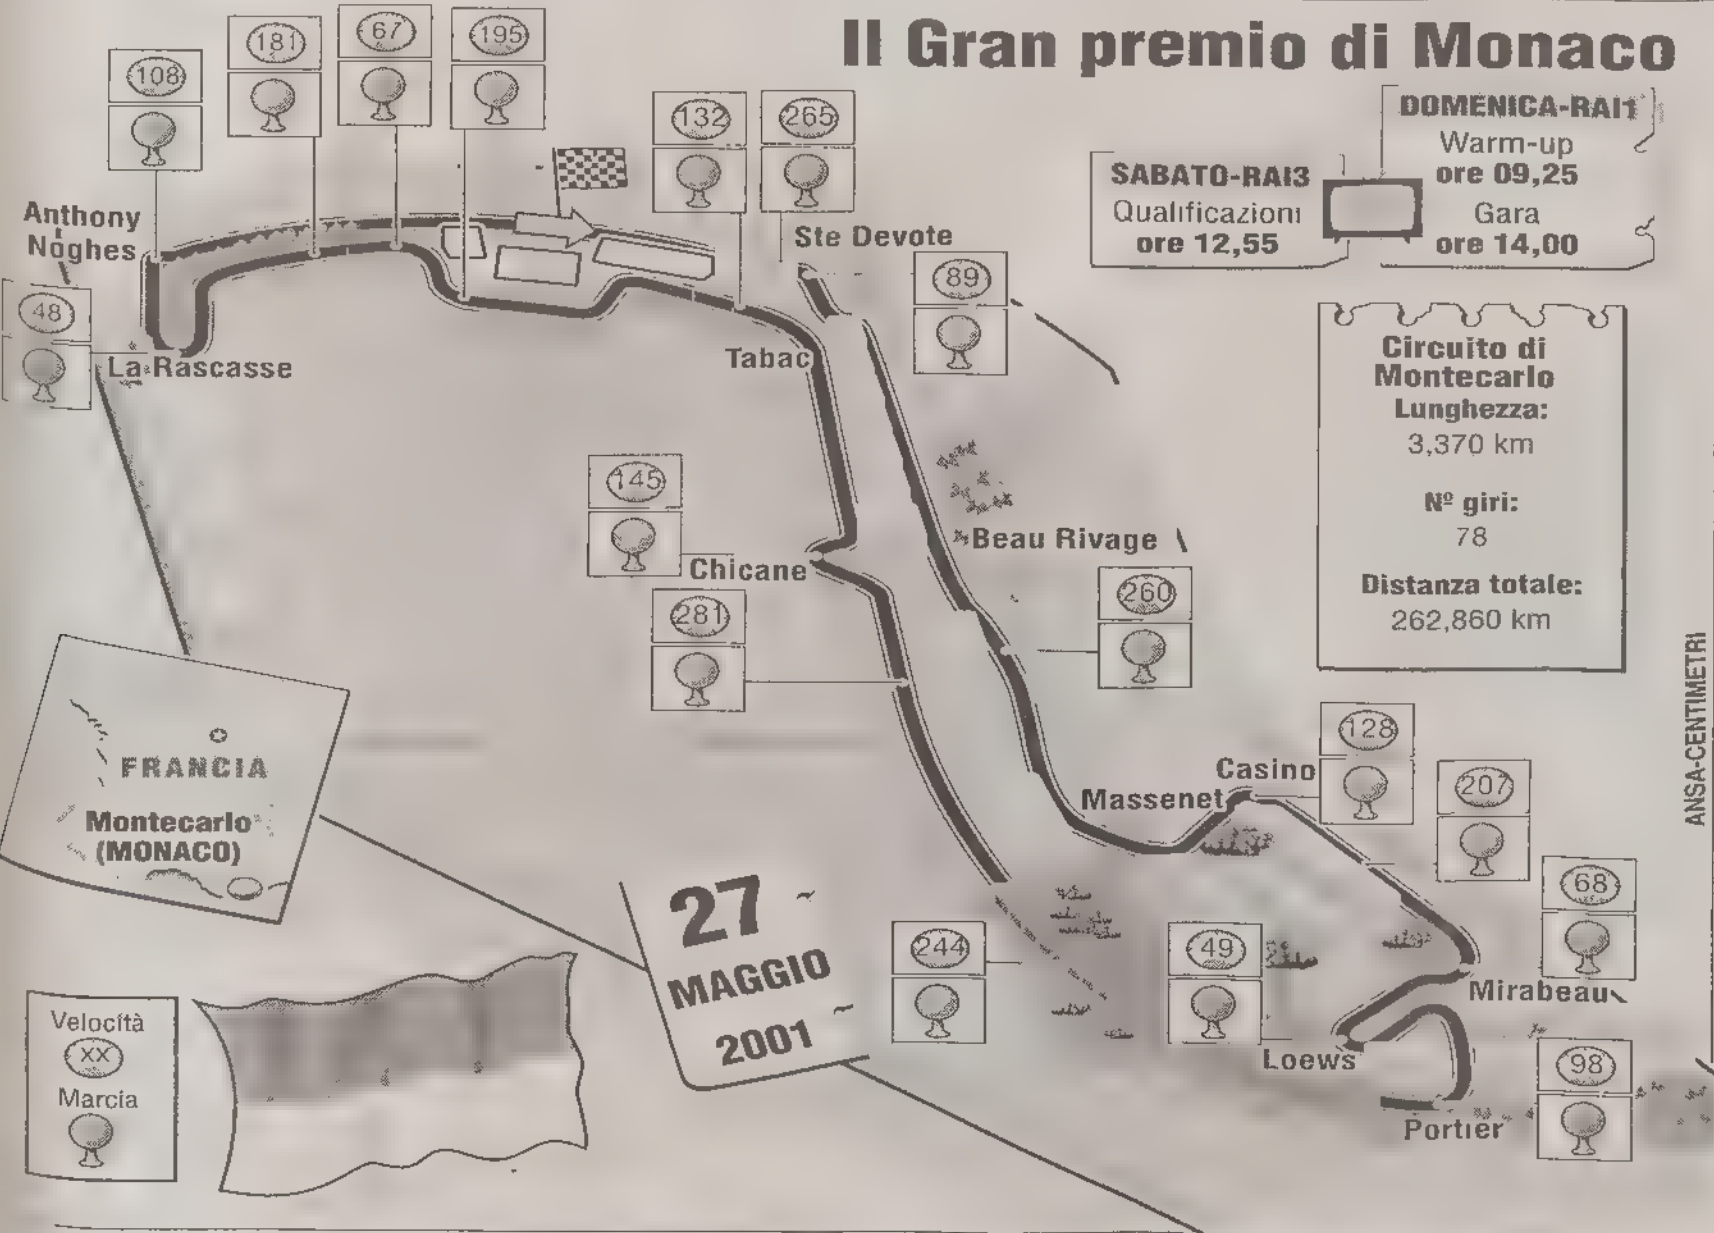 Il Gran premio di Monaco
108
181
67
195
132
265
SABATO-RAI3
Qualificazioni
ore 12,55
DOMENICA-RAI1
Warm-up
ore 09,25
Gara
ore 14,00
Anthony
Noghes
48
La Rascasse
Ste Devote
89
Tabac
Circuito di
Montecarlo
Lunghezza:
3,370 km
Nº giri:
78
Distanza totale:
262,860 km
145
Beau Rivage
Chicane
281
260
FRANCIA
Montecarlo
(MONACO)
128
Casino
Massenet
207
68
27
MAGGIO
2001
244
49
Mirabeau
Loews
98
Portier
Velocità
XX
Marcia
ANSA-CENTIMETRI